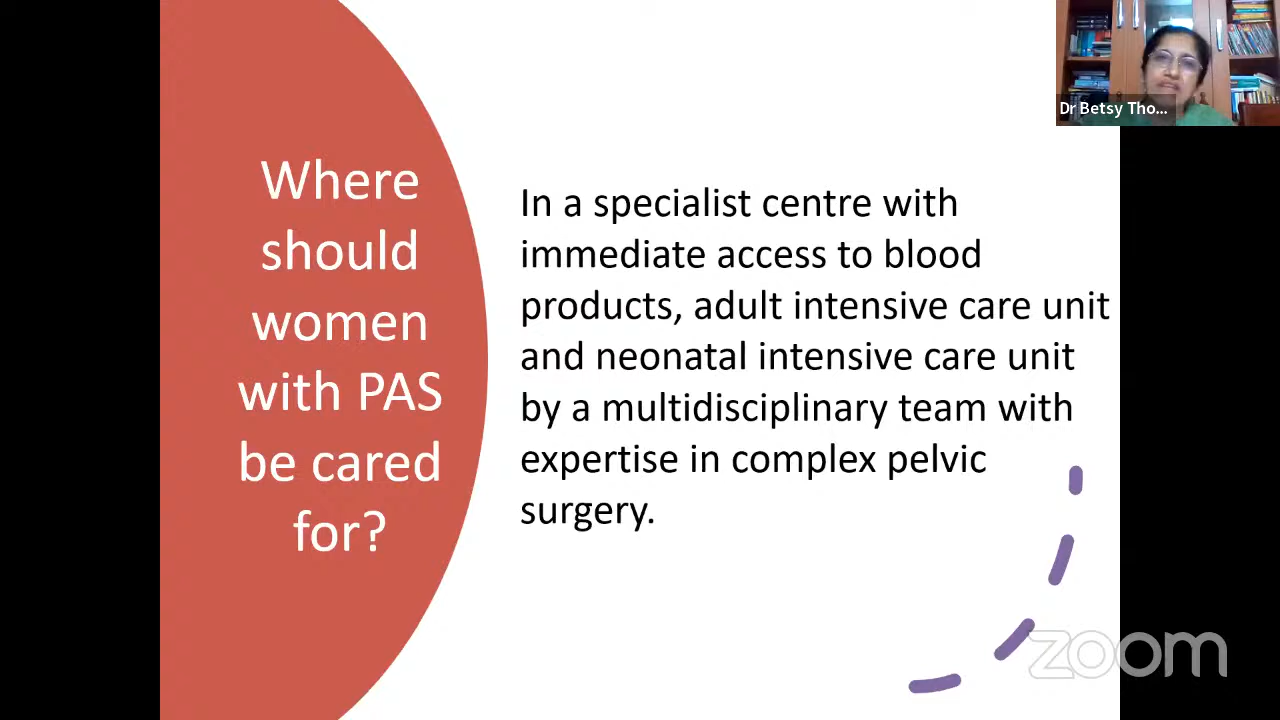 Dr Betsy Tho...
Where
should
women
with PAS
be cared
for?
In a specialist centre with
immediate access to blood
products, adult intensive care unit
and neonatal intensive care unit
by a multidisciplinary team with
expertise in complex pelvic
surgery.
zoom